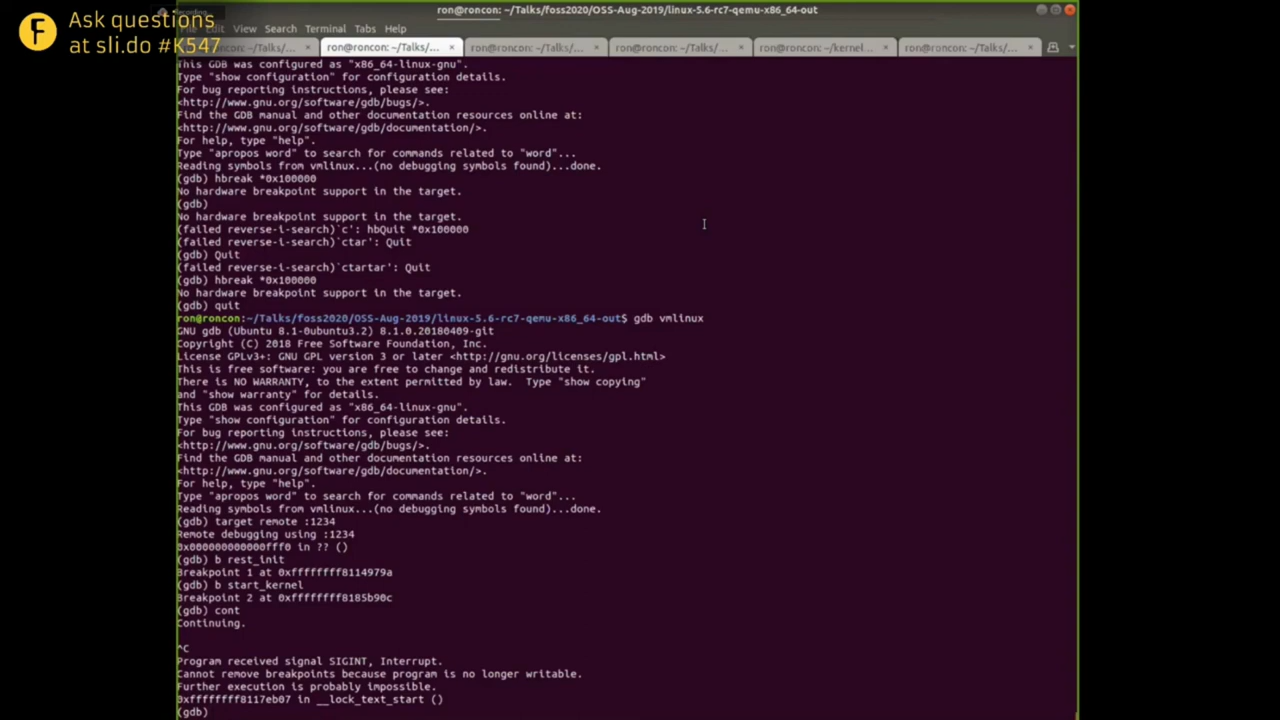 Ask questions
at sli.do #K547
ron@roncon: ~/Talks/foss2020/OSS-Aug-2019/linux-5.6-rc7-qemu-x86_64-out
Edit View Search Terminal Tabs Help
ron@roncon: ~/Talks/... ron@roncon: ~/Talks/... ron@roncon: ~/Talks/... ron@roncon: ~/kernel... ron@roncon: ~/Talks/...
This GDB was configured as "x86_64-linux-gnu".
Type "show configuration" for configuration details.
For bug reporting instructions, please see:
<http://www.gnu.org/software/gdb/bugs/>.
Find the GDB manual and other documentation resources online at:
<http://www.gnu.org/software/gdb/documentation/>.
For help, type "help".
Type "apropos word" to search for commands related to "word"...
Reading symbols from vmlinux...(no debugging symbols found)...done.
(gdb) hbreak *0x100000
No hardware breakpoint support in the target.
(gdb)
No hardware breakpoint support in the target.
(failed reverse-i-search)`c': hbQuit *0x100000
(failed reverse-i-search)`ctar': Quit
(gdb) Quit
(failed reverse-i-search)`ctartar': Quit
(gdb) hbreak *0x100000
No hardware breakpoint support in the target.
(gdb) quit
ron@roncon:~/Talks/foss2020/OSS-Aug-2019/linux-5.6-rc7-qemu-x86_64-out$ gdb vmlinux
GNU gdb (Ubuntu 8.1-0ubuntu3.2) 8.1.0.20180409-git
Copyright (C) 2018 Free Software Foundation, Inc.
License GPLv3+: GNU GPL version 3 or later <http://gnu.org/licenses/gpl.html>
This is free software: you are free to change and redistribute it.
There is NO WARRANTY, to the extent permitted by law.  Type "show copying"
and "show warranty" for details.
This GDB was configured as "x86_64-linux-gnu".
Type "show configuration" for configuration details.
For bug reporting instructions, please see:
<http://www.gnu.org/software/gdb/bugs/>.
Find the GDB manual and other documentation resources online at:
<http://www.gnu.org/software/gdb/documentation/>.
For help, type "help".
Type "apropos word" to search for commands related to "word"...
Reading symbols from vmlinux...(no debugging symbols found)...done.
(gdb) target remote :1234
Remote debugging using :1234
0x000000000000fff0 in ?? ()
(gdb) b rest_init
Breakpoint 1 at 0xffffffff8114979a
(gdb) b start_kernel
Breakpoint 2 at 0xffffffff8185b90c
(gdb) cont
Continuing.
^C
Program received signal SIGINT, Interrupt.
Cannot remove breakpoints because program is no longer writable.
Further execution is probably impossible.
0xffffffff8117eb07 in __lock_text_start ()
(gdb)